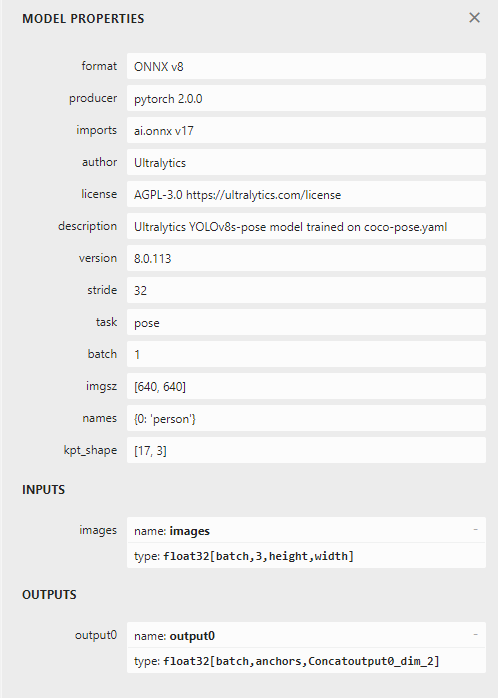 MODEL PROPERTIES ×
format ONNX v8
producer pytorch 2.0.0
imports ai.onnx v17
author Ultralytics
license AGPL-3.0 https://ultralytics.com/license
description Ultralytics YOLOv8s-pose model trained on coco-pose.yaml
version 8.0.113
stride 32
task pose
batch 1
imgsz [640, 640]
names {0: 'person'}
kpt_shape [17, 3]
INPUTS
images name: images -
type: float32[batch,3,height,width]
OUTPUTS
output0 name: output0 -
type: float32[batch,anchors,Concatoutput0_dim_2]